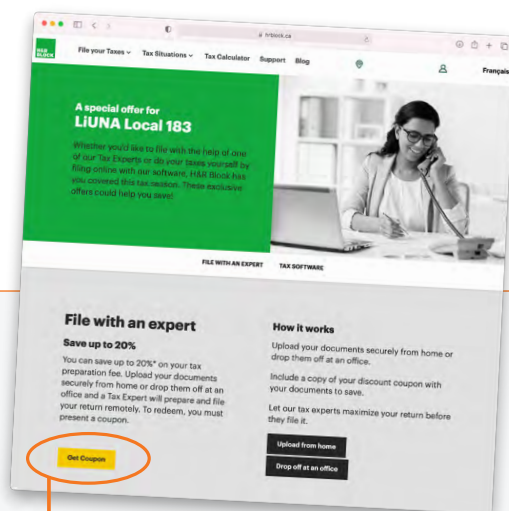 hrblock.ca
H&R
BLOCK
File your Taxes
Tax Situations
Tax Calculator
Support
Blog
Français
A special offer for
LiUNA Local 183
Whether you'd like to file with the help of one
of our Tax Experts or do your taxes yourself by
filing online with our software, H&R Block has
you covered this tax season. These exclusive
offers could help you save!
FILE WITH AN EXPERT
TAX SOFTWARE
File with an expert
Save up to 20%
You can save up to 20%* on your tax
preparation fee. Upload your documents
securely from home or drop them off at an
office and a Tax Expert will prepare and file
your return remotely. To redeem, you must
present a coupon.
Get Coupon
How it works
Upload your documents securely from home or
drop them off at an office.
Include a copy of your discount coupon with
your documents to save.
Let our tax experts maximize your return before
they file it.
Upload from home
Drop off at an office